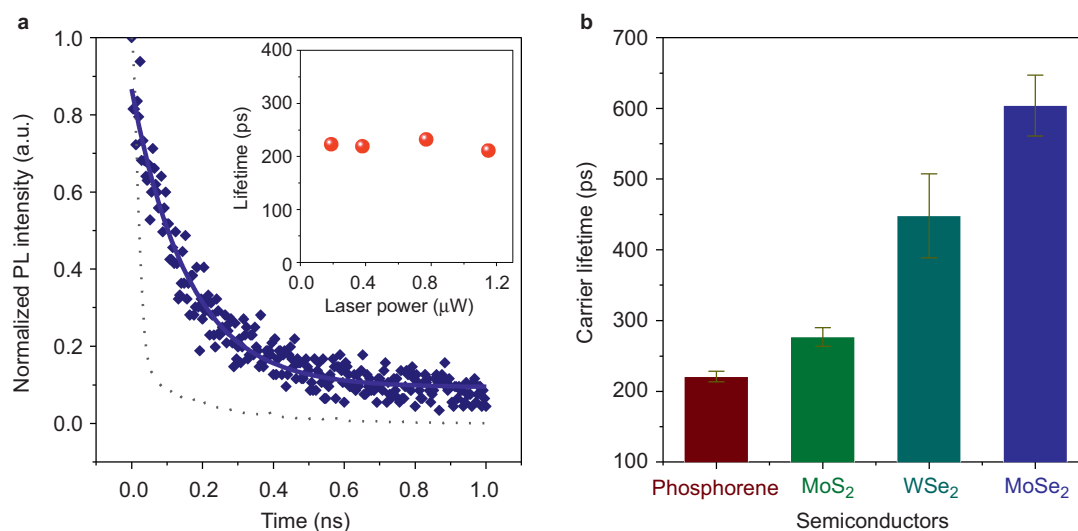 a
1.0
0.8
0.6
0.4
0.2
0.0
Normalized PL intensity (a.u.)
0.0 0.2 0.4 0.6 0.8 1.0
Time (ns)
400
300
200
100
0
Lifetime (ps)
0.0 0.4 0.8 1.2
Laser power (μW)
b
700
600
500
400
300
200
100
Carrier lifetime (ps)
Phosphorene MoS2 WSe2 MoSe2
Semiconductors